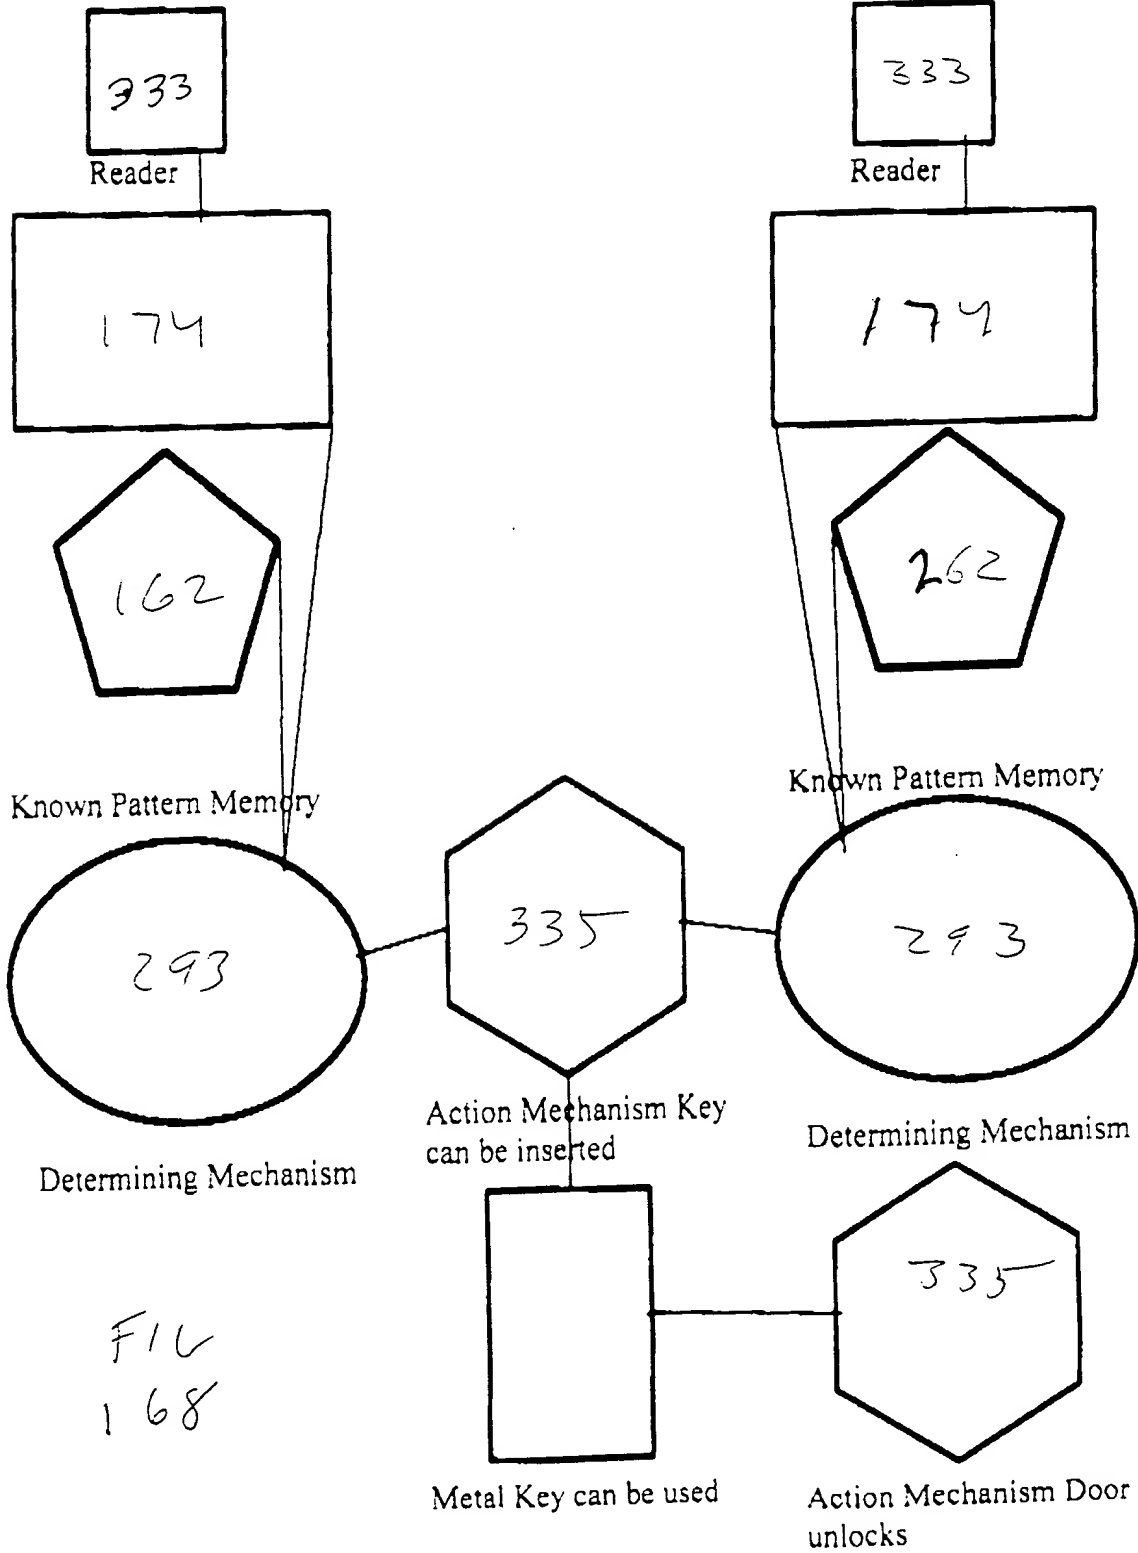 333
333
Reader
Reader
174
174
162
262
Known Pattern Memory
Known Pattern Memory
293
335
293
Action Mechanism Key
can be inserted
Determining Mechanism
Determining Mechanism
335
FIG
168
Metal Key can be used
Action Mechanism Door
unlocks